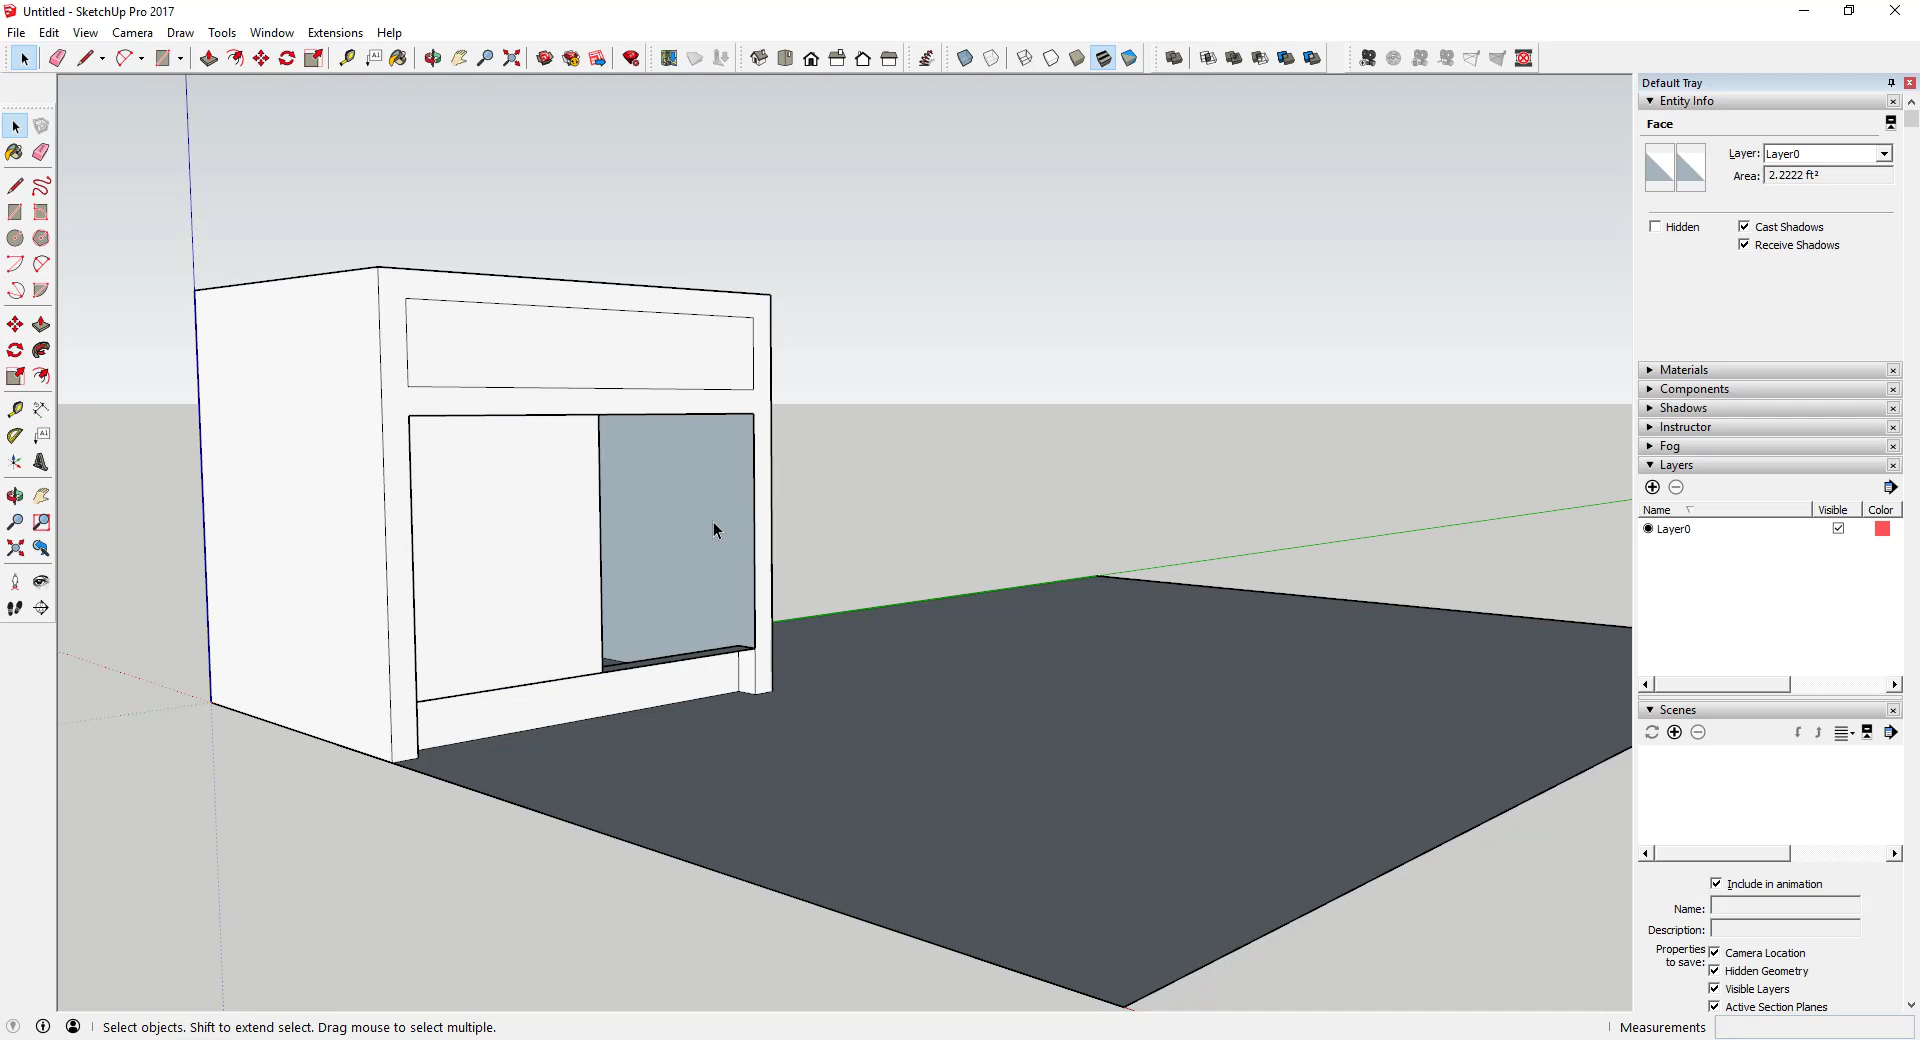 Untitled - SketchUp Pro 2017
File Edit View Camera Draw Tools Window Extensions Help
Default Tray
Entity Info
Face
Layer: Layer0
Area: 2.2222 ft²
Hidden
Cast Shadows
Receive Shadows
Materials
Components
Shadows
Instructor
Fog
Layers
Name Visible Color
Layer0
Scenes
Include in animation
Name:
Description:
Properties to save:
Camera Location
Hidden Geometry
Visible Layers
Active Section Planes
Select objects. Shift to extend select. Drag mouse to select multiple.
Measurements